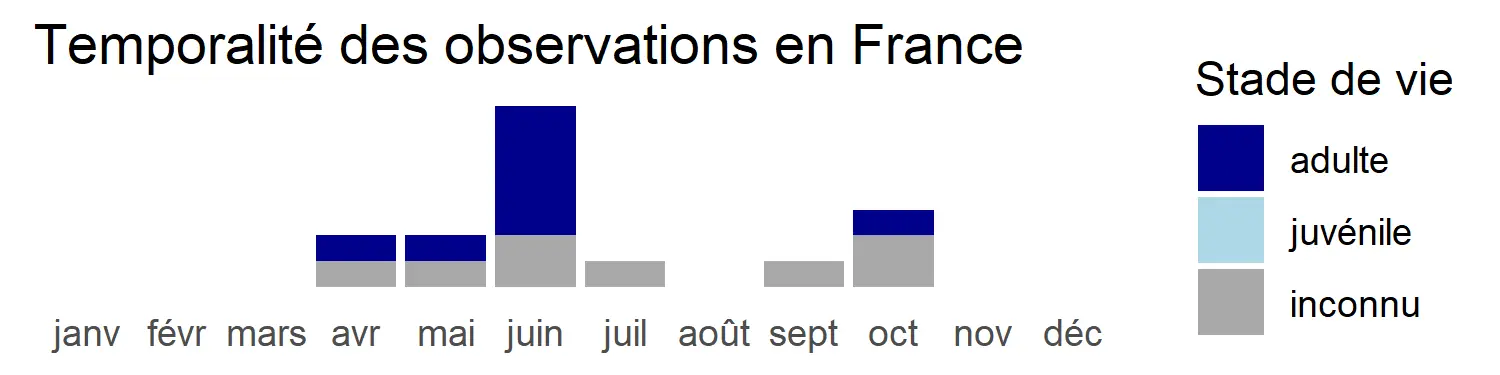 Temporalité des observations en France
Stade de vie
adulte
juvénile
inconnu
janv févr mars avr mai juin juil août sept oct nov déc